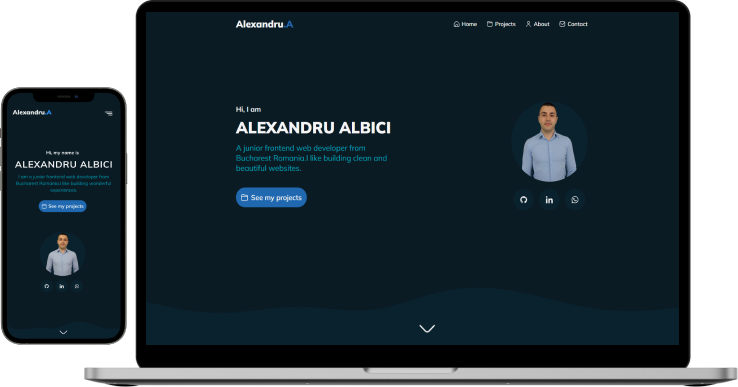 Alexandru.A
Home Projects About Contact
Hi, I am
ALEXANDRU ALBICI
A junior frontend web developer from
Bucharest Romania.I like building clean and
beautiful websites.
See my projects
Alexandru.A
Hi, my name is
ALEXANDRU ALBICI
I am a junior frontend web developer from
Bucharest Romania.I like building wonderful
experiences.
See my projects